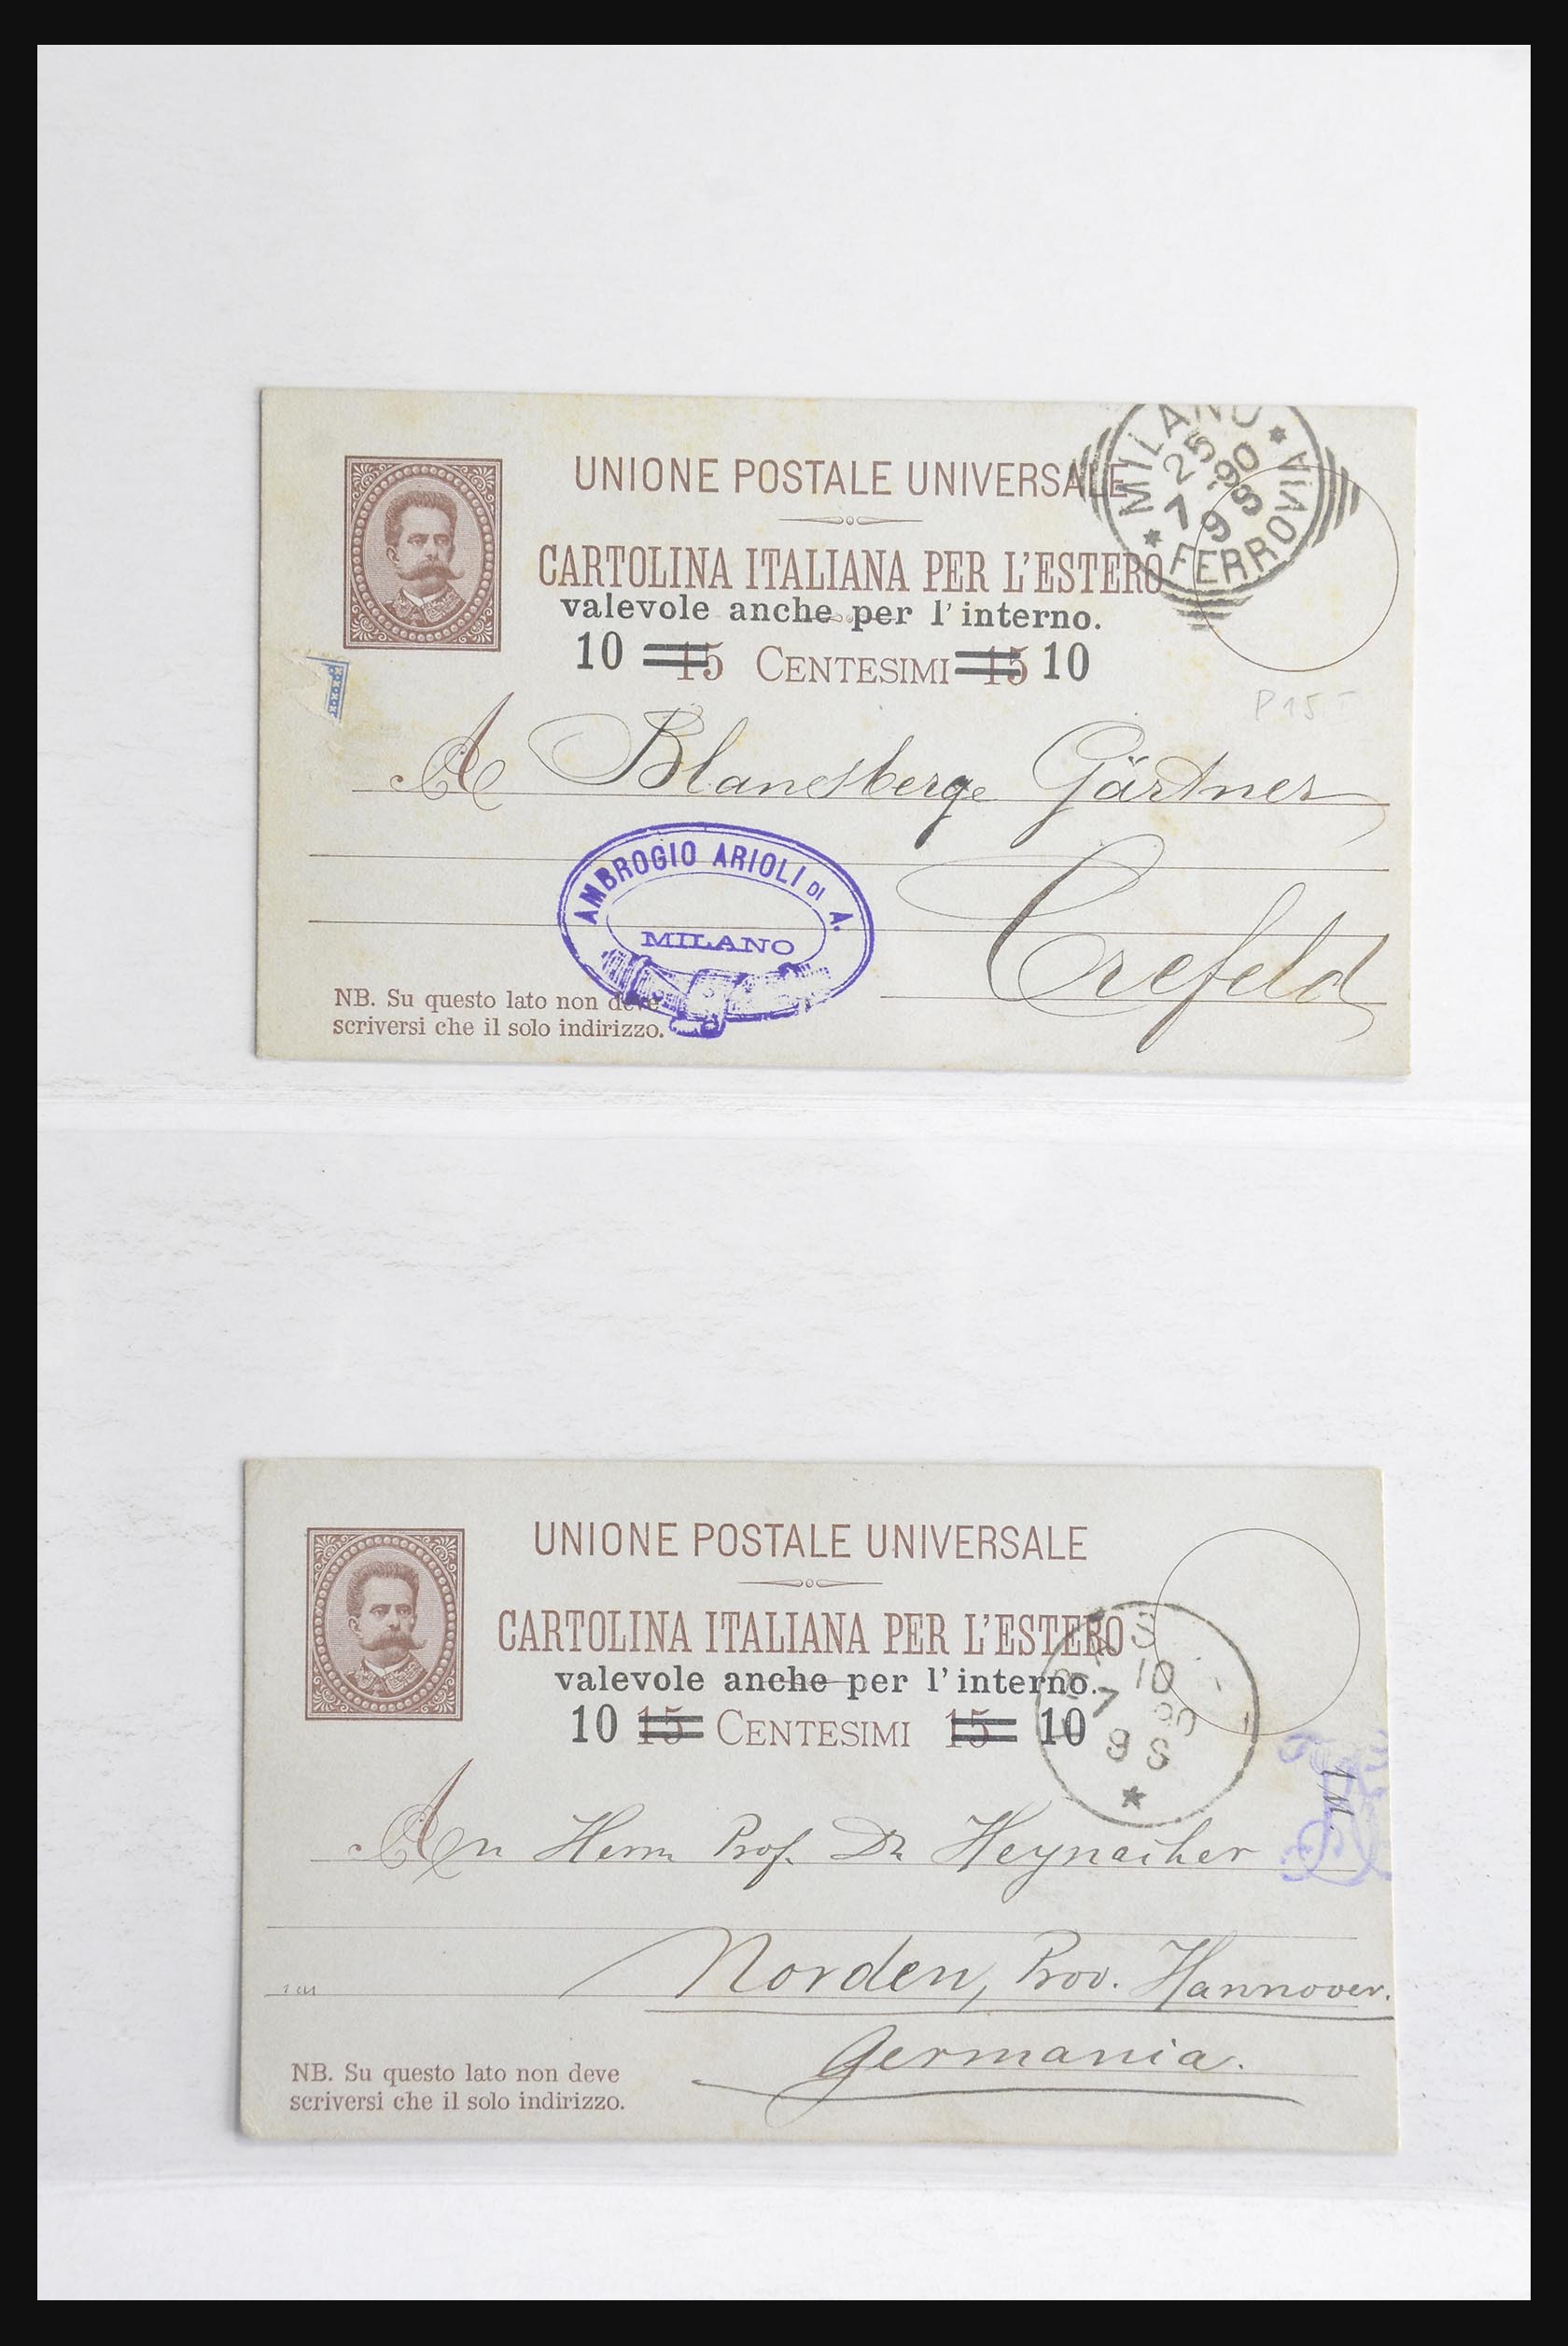 UNIONE POSTALE UNIVERSALE
MILANO
25
7 90
9 S
FERROVIA
CARTOLINA ITALIANA PER L'ESTERO
valevole anche per l'interno.
10 15 CENTESIMI 15 10
P15
A Blanesberge Gärtner
AMBROGIO ARIOLI DI A.
MILANO
Crefeld
NB. Su questo lato non deve
scriversi che il solo indirizzo.
UNIONE POSTALE UNIVERSALE
CARTOLINA ITALIANA PER L'ESTERO
valevole anche per l'interno.
10 15 CENTESIMI 15 10
10
7 90
8 S
An Herrn Prof. Dr Heynacher
Norden, Prov. Hannover.
Germania.
NB. Su questo lato non deve
scriversi che il solo indirizzo.